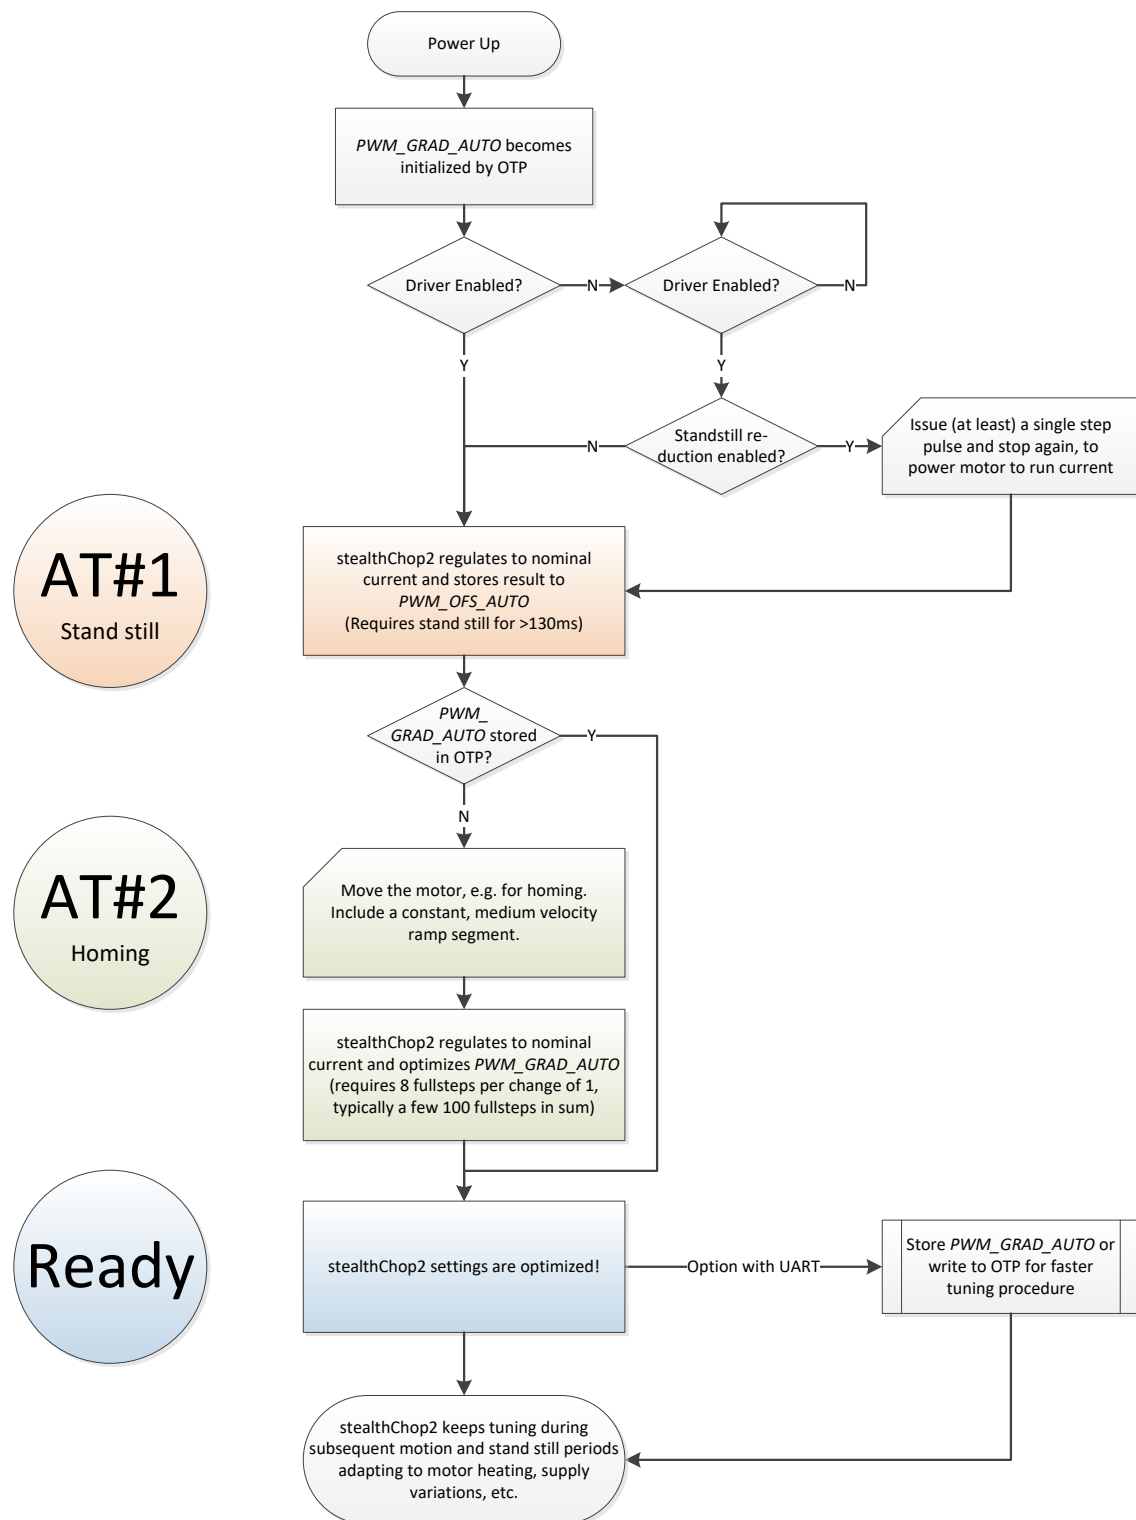 Power Up
PWM_GRAD_AUTO becomes
initialized by OTP
Driver Enabled?
N
Driver Enabled?
N
Y
Y
Standstill re-
duction enabled?
N
Y
Issue (at least) a single step
pulse and stop again, to
power motor to run current
AT#1
Stand still
stealthChop2 regulates to nominal
current and stores result to
PWM_OFS_AUTO
(Requires stand still for >130ms)
PWM_
GRAD_AUTO stored
in OTP?
Y
N
AT#2
Homing
Move the motor, e.g. for homing.
Include a constant, medium velocity
ramp segment.
stealthChop2 regulates to nominal
current and optimizes PWM_GRAD_AUTO
(requires 8 fullsteps per change of 1,
typically a few 100 fullsteps in sum)
Ready
stealthChop2 settings are optimized!
Option with UART
Store PWM_GRAD_AUTO or
write to OTP for faster
tuning procedure
stealthChop2 keeps tuning during
subsequent motion and stand still periods
adapting to motor heating, supply
variations, etc.